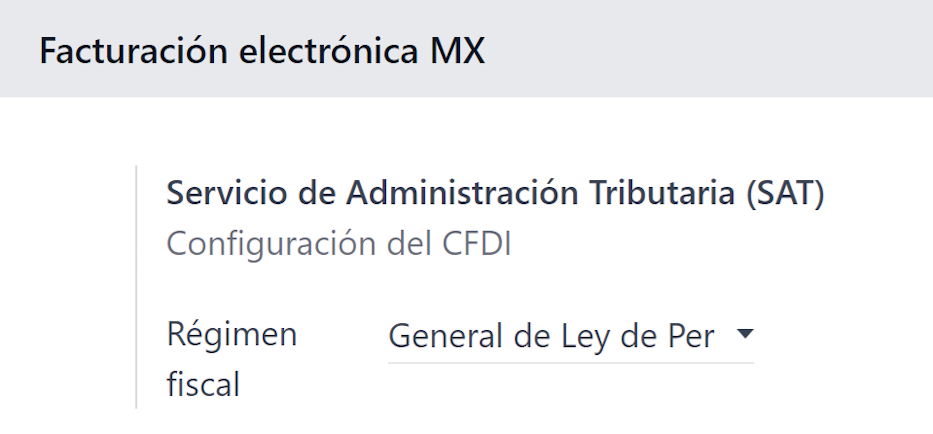 Facturación electrónica MX
Servicio de Administración Tributaria (SAT)
Configuración del CFDI
Régimen
fiscal
General de Ley de Per